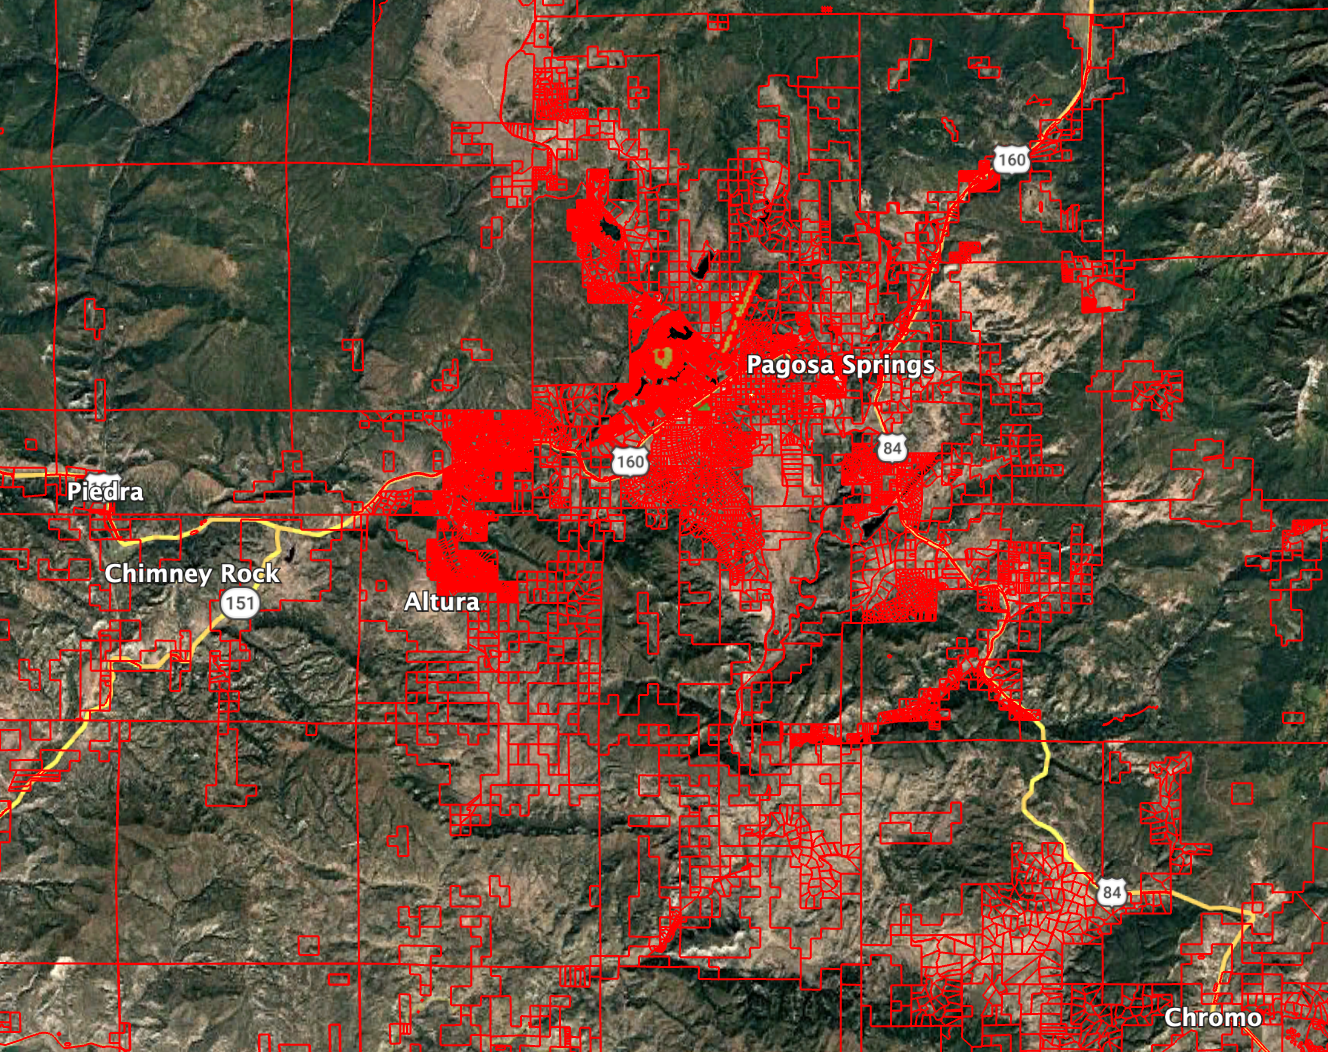 160
Pagosa Springs
84
160
Piedra
Chimney Rock
151
Altura
84
Chromo